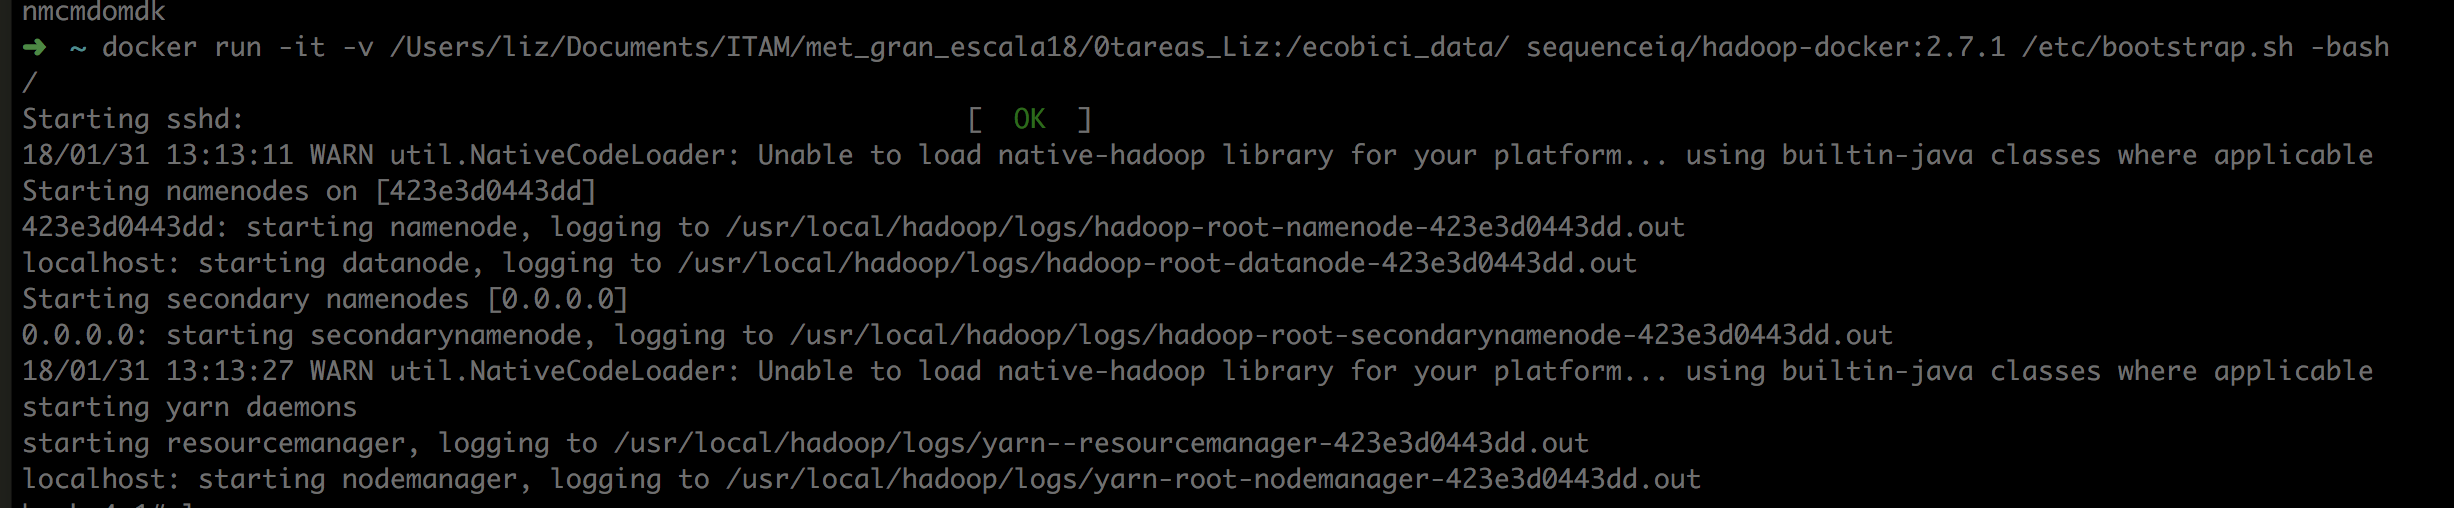 nmcmdomdk
➜ ~ docker run -it -v /Users/liz/Documents/ITAM/met_gran_escala18/0tareas_Liz:/ecobici_data/ sequenceiq/hadoop-docker:2.7.1 /etc/bootstrap.sh -bash
/
Starting sshd: [ OK ]
18/01/31 13:13:11 WARN util.NativeCodeLoader: Unable to load native-hadoop library for your platform... using builtin-java classes where applicable
Starting namenodes on [423e3d0443dd]
423e3d0443dd: starting namenode, logging to /usr/local/hadoop/logs/hadoop-root-namenode-423e3d0443dd.out
localhost: starting datanode, logging to /usr/local/hadoop/logs/hadoop-root-datanode-423e3d0443dd.out
Starting secondary namenodes [0.0.0.0]
0.0.0.0: starting secondarynamenode, logging to /usr/local/hadoop/logs/hadoop-root-secondarynamenode-423e3d0443dd.out
18/01/31 13:13:27 WARN util.NativeCodeLoader: Unable to load native-hadoop library for your platform... using builtin-java classes where applicable
starting yarn daemons
starting resourcemanager, logging to /usr/local/hadoop/logs/yarn--resourcemanager-423e3d0443dd.out
localhost: starting nodemanager, logging to /usr/local/hadoop/logs/yarn-root-nodemanager-423e3d0443dd.out